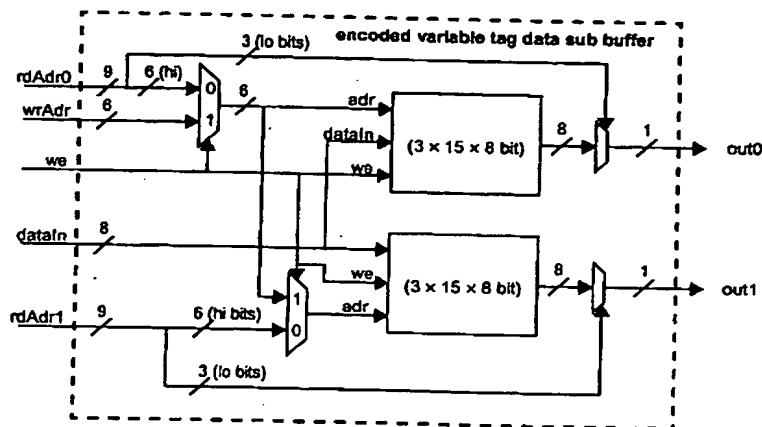 encoded variable tag data sub buffer
3 (lo bits)
rdAdr0
9
6 (hi)
0
6
adr
wrAdr
6
1
dataIn
(3 × 15 × 8 bit)
8
1
out0
we
we
dataIn
8
we
(3 × 15 × 8 bit)
8
1
out1
1
adr
rdAdr1
9
6 (hi bits)
0
3 (lo bits)